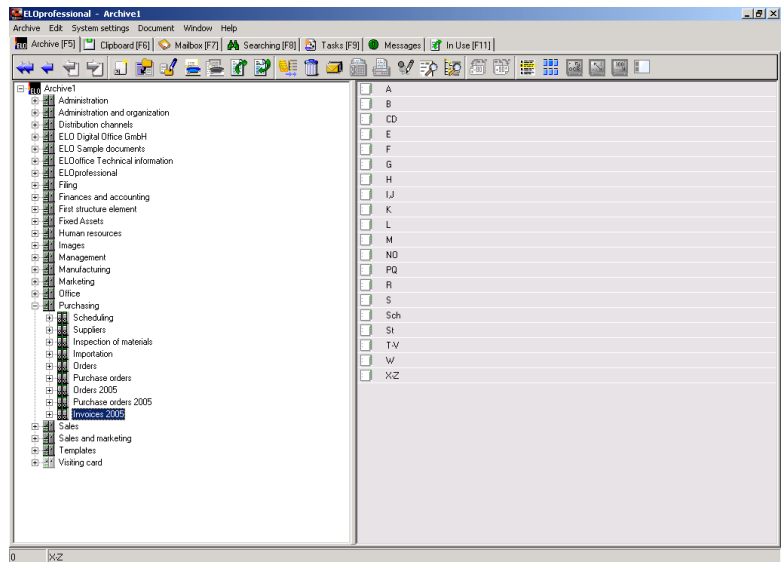 ELOprofessional - Archive1
Archive Edit System settings Document Window Help
Archive [F5] Clipboard [F6] Mailbox [F7] Searching [F8] Tasks [F9] Messages In Use [F11]
Archive1
Administration
Administration and organization
Distribution channels
ELO Digital Office GmbH
ELO Sample documents
ELOoffice Technical information
ELOprofessional
Filing
Finances and accounting
First structure element
Fixed Assets
Human resources
Images
Management
Manufacturing
Marketing
Office
Purchasing
Scheduling
Suppliers
Inspection of materials
Importation
Orders
Purchase orders
Orders 2005
Purchase orders 2005
Invoices 2005
Sales
Sales and marketing
Templates
Visiting card
A
B
CD
E
F
G
H
I,J
K
L
M
NO
PQ
R
S
Sch
St
T-V
W
X-Z
0 X-Z